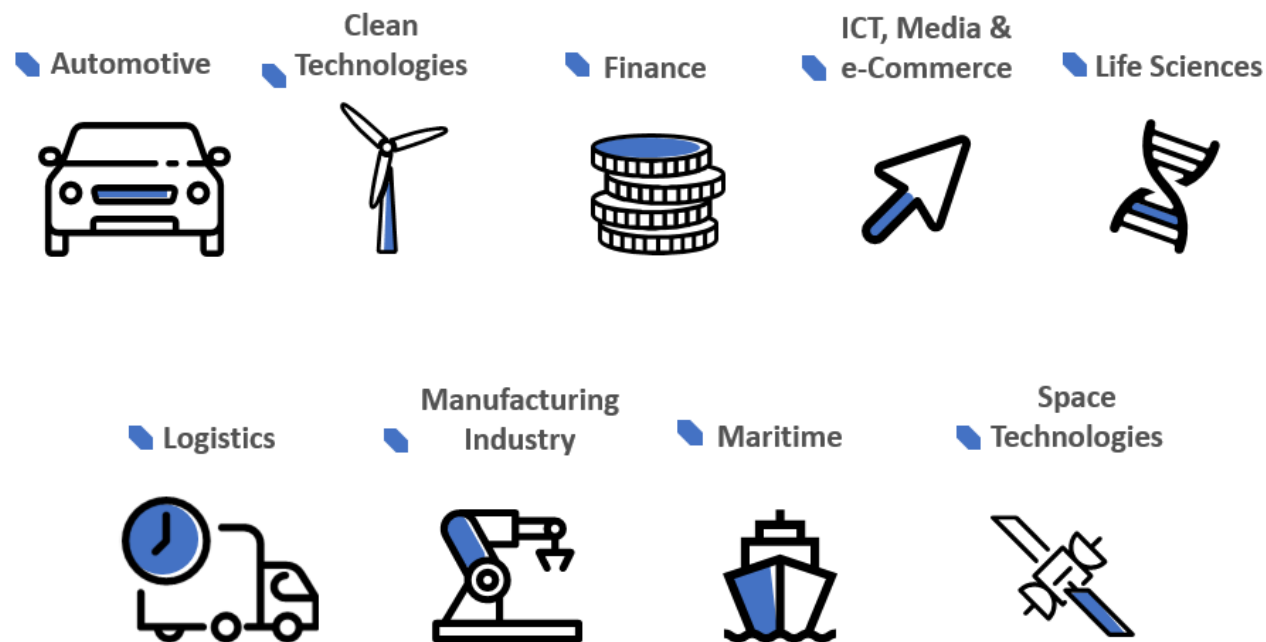 Automotive
Clean
Technologies
Finance
ICT, Media &
e-Commerce
Life Sciences
Logistics
Manufacturing
Industry
Maritime
Space
Technologies